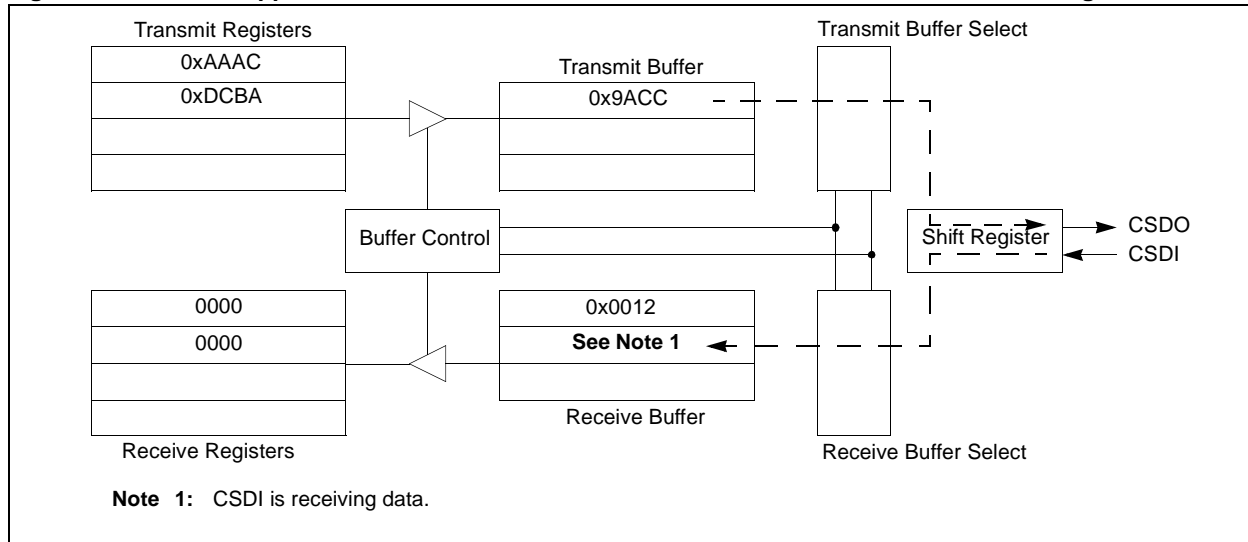 Transmit Registers
Transmit Buffer Select
0xAAAC
Transmit Buffer
0xDCBA
0x9ACC
Buffer Control
Shift Register
CSDO
CSDI
0000
0x0012
0000
See Note 1
Receive Buffer
Receive Registers
Receive Buffer Select
Note 1: CSDI is receiving data.